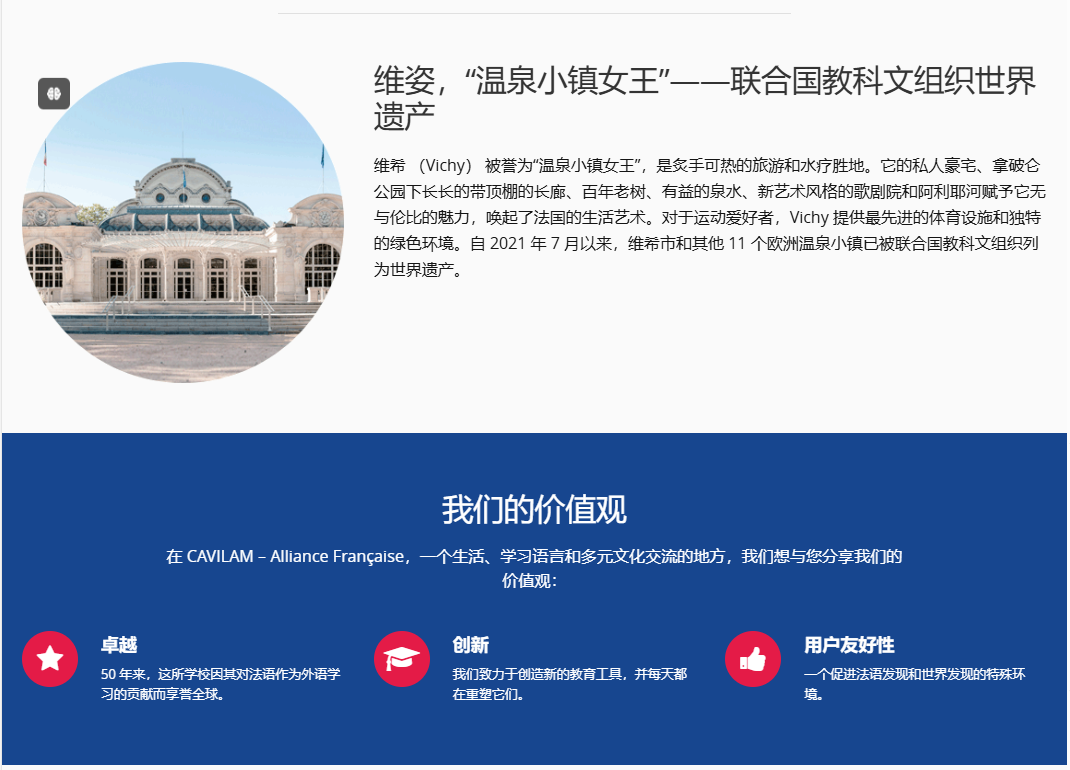 维姿，“温泉小镇女王”——联合国教科文组织世界
遗产
维希 （Vichy） 被誉为“温泉小镇女王”，是炙手可热的旅游和水疗胜地。它的私人豪宅、拿破仑
公园下长长的带顶棚的长廊、百年老树、有益的泉水、新艺术风格的歌剧院和阿利耶河赋予它无
与伦比的魅力，唤起了法国的生活艺术。对于运动爱好者，Vichy 提供最先进的体育设施和独特
的绿色环境。自 2021 年 7 月以来，维希市和其他 11 个欧洲温泉小镇已被联合国教科文组织列
为世界遗产。
我们的价值观
在 CAVILAM – Alliance Française，一个生活、学习语言和多元文化交流的地方，我们想与您分享我们的
价值观：
卓越
50 年来，这所学校因其对法语作为外语学
习的贡献而享誉全球。
创新
我们致力于创造新的教育工具，并每天都
在重塑它们。
用户友好性
一个促进法语发现和世界发现的特殊环
境。